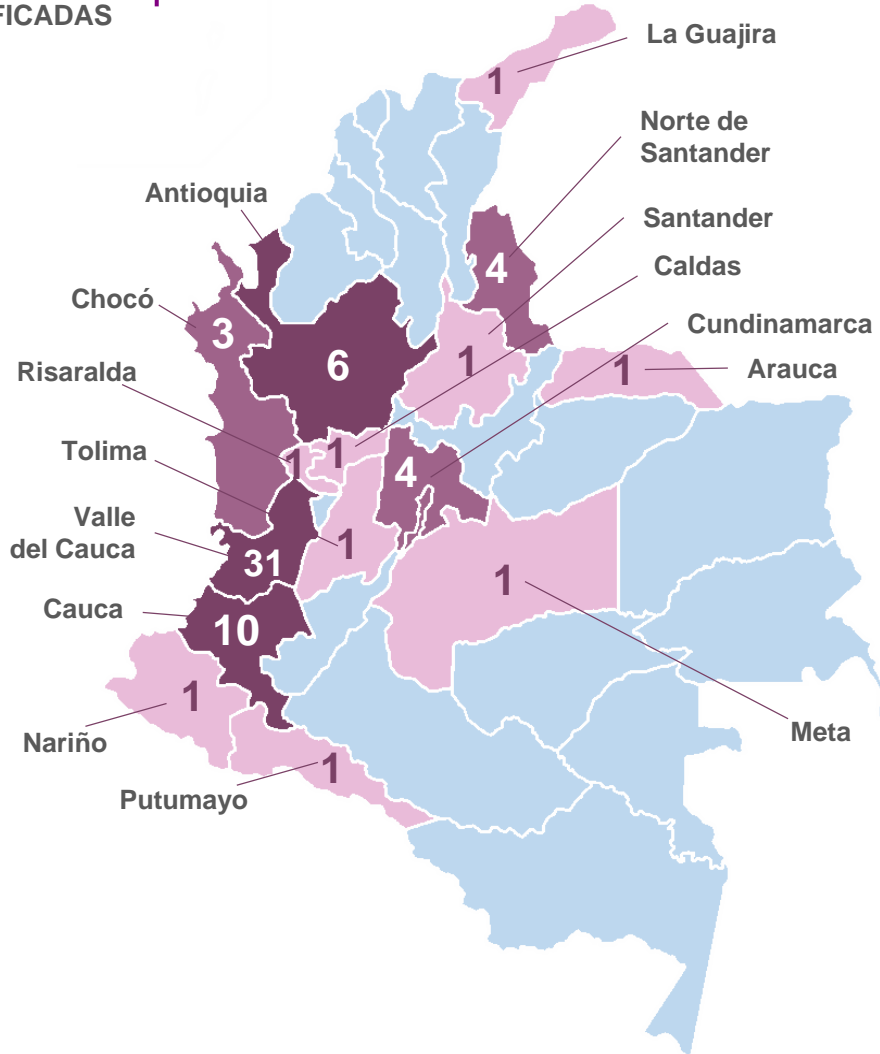 FICADAS
La Guajira
1
Norte de
Santander
Antioquia
Santander
4
Caldas
Chocó
3
Cundinamarca
6
1
1
Arauca
Risaralda
1
1
4
Tolima
Valle
del Cauca
1
31
1
Cauca
10
1
Nariño
Meta
1
Putumayo